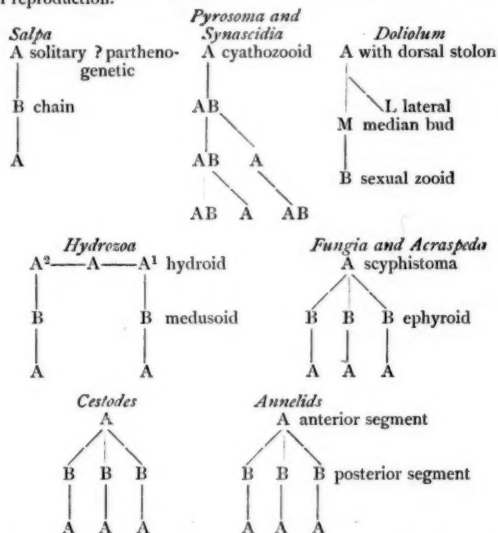 of reproduction.
Pyrosoma and
Salpa Synascidia Doliolum
A solitary ? partheno- A cyathozooid A with dorsal stolon
genetic
L lateral
B chain AB M median bud
A AB A B sexual zooid
AB A AB
Hydrozoa Fungia and Acraspeda
A²—A—A¹ hydroid A scyphistoma
B B medusoid B B B ephyroid
A A A A A
Cestodes Annelids
A A anterior segment
B B B B B B posterior segment
A A A A A A